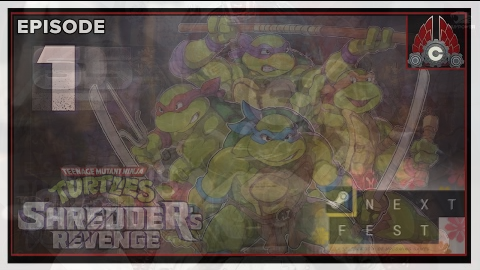 EPISODE
1
C
TEENAGE MUTANT NINJA
TURTLES
SHREDDER'S
REVENGE
NEXT
FEST